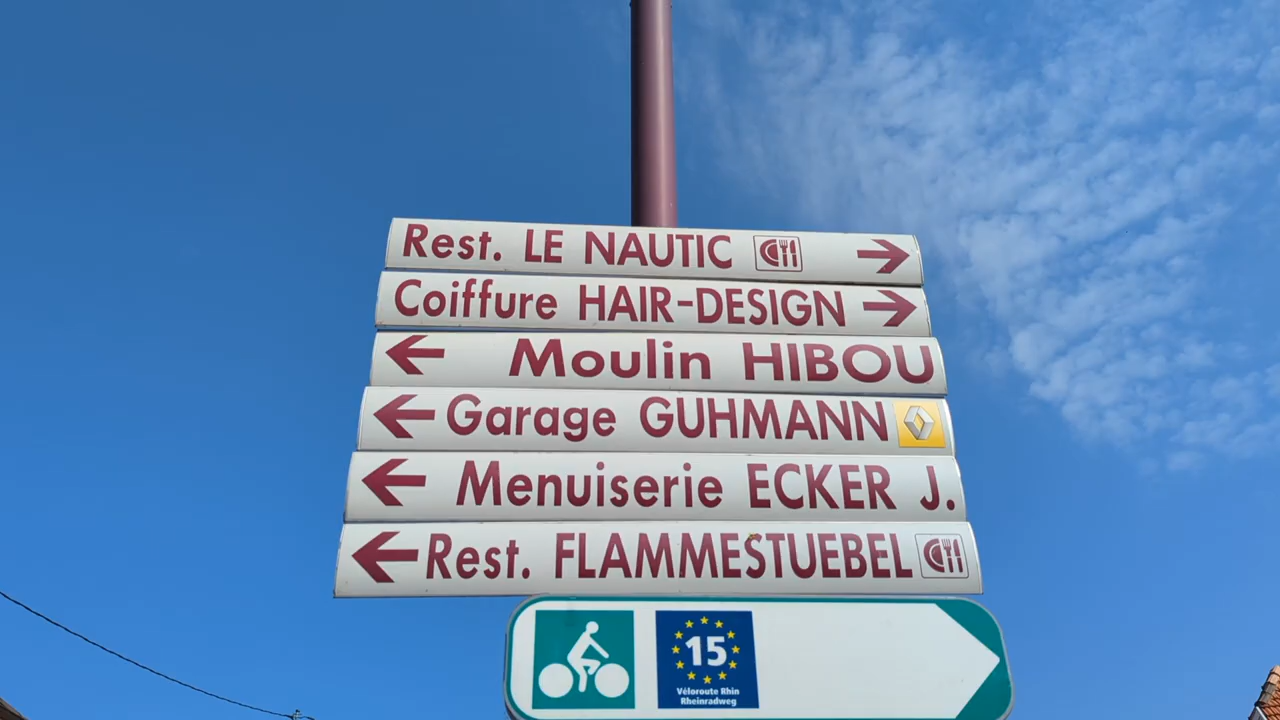 Rest. LE NAUTIC
Coiffure HAIR-DESIGN
Moulin HIBOU
Garage GUHMANN
Menuiserie ECKER J.
Rest. FLAMMESTUEBEL
15
Véloroute Rhin
Rheinradweg